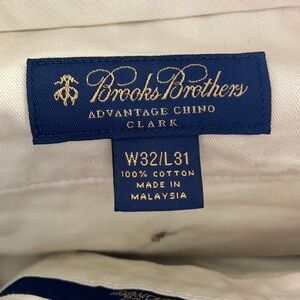 Brooks Brothers
ADVANTAGE CHINO
CLARK
W32/L31
100% COTTON
MADE IN
MALAYSIA